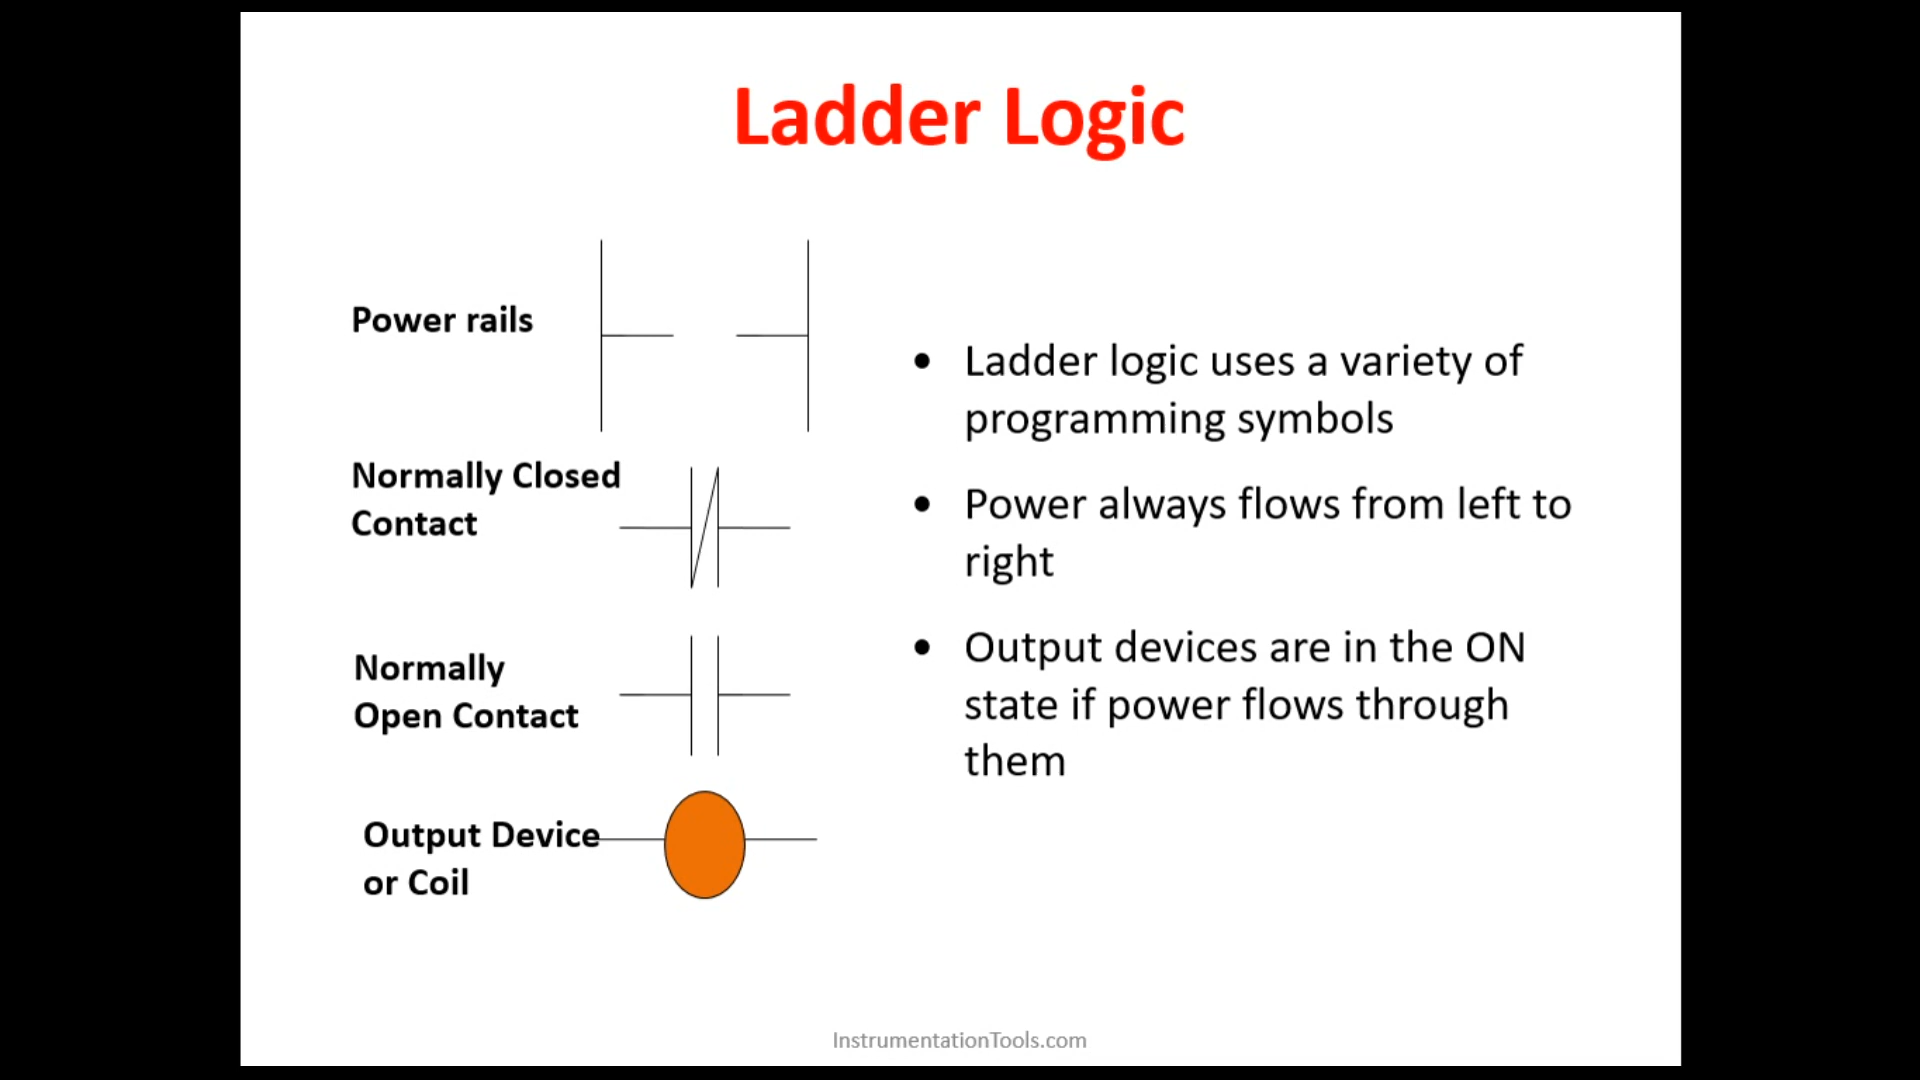 Ladder Logic
Power rails
Normally Closed
Contact
Normally
Open Contact
Output Device
or Coil
• Ladder logic uses a variety of
programming symbols
• Power always flows from left to
right
• Output devices are in the ON
state if power flows through
them
InstrumentationTools.com